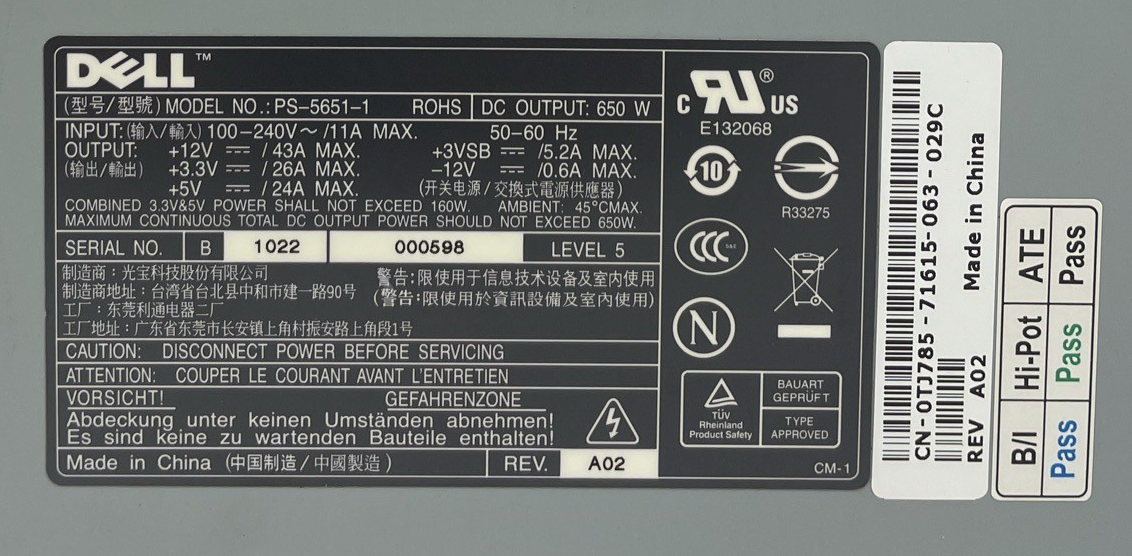 DELL™
(型号/型號) MODEL NO.: PS-5651-1 ROHS DC OUTPUT: 650 W
INPUT: (输入/輸入) 100-240V～ /11A MAX. 50-60 Hz
OUTPUT: +12V ⎓ /43A MAX. +3VSB ⎓ /5.2A MAX.
(输出/輸出) +3.3V ⎓ /26A MAX. -12V ⎓ /0.6A MAX.
+5V ⎓ /24A MAX. (开关电源/交換式電源供應器)
COMBINED 3.3V&5V POWER SHALL NOT EXCEED 160W. AMBIENT: 45°CMAX.
MAXIMUM CONTINUOUS TOTAL DC OUTPUT POWER SHOULD NOT EXCEED 650W.
SERIAL NO. B 1022 000598 LEVEL 5
制造商：光宝科技股份有限公司
制造商地址：台湾省台北县中和市建一路90号
工厂：东莞利通电器二厂
工厂地址：广东省东莞市长安镇上角村振安路上角段1号
警告:限使用于信息技术设备及室内使用
(警告:限使用於資訊設備及室內使用)
CAUTION: DISCONNECT POWER BEFORE SERVICING
ATTENTION: COUPER LE COURANT AVANT L'ENTRETIEN
VORSICHT! GEFAHRENZONE
Abdeckung unter keinen Umständen abnehmen!
Es sind keine zu wartenden Bauteile enthalten!
Made in China (中国制造/中國製造) REV. A02
C RU® US
E132068
10
R33275
CCC S&E
N
TÜV
Rheinland
Product Safety
BAUART
GEPRÜFT
TYPE
APPROVED
CM-1
CN-0TJ785-71615-063-029C
REV A02 Made in China
B/I Hi-Pot ATE
Pass Pass Pass